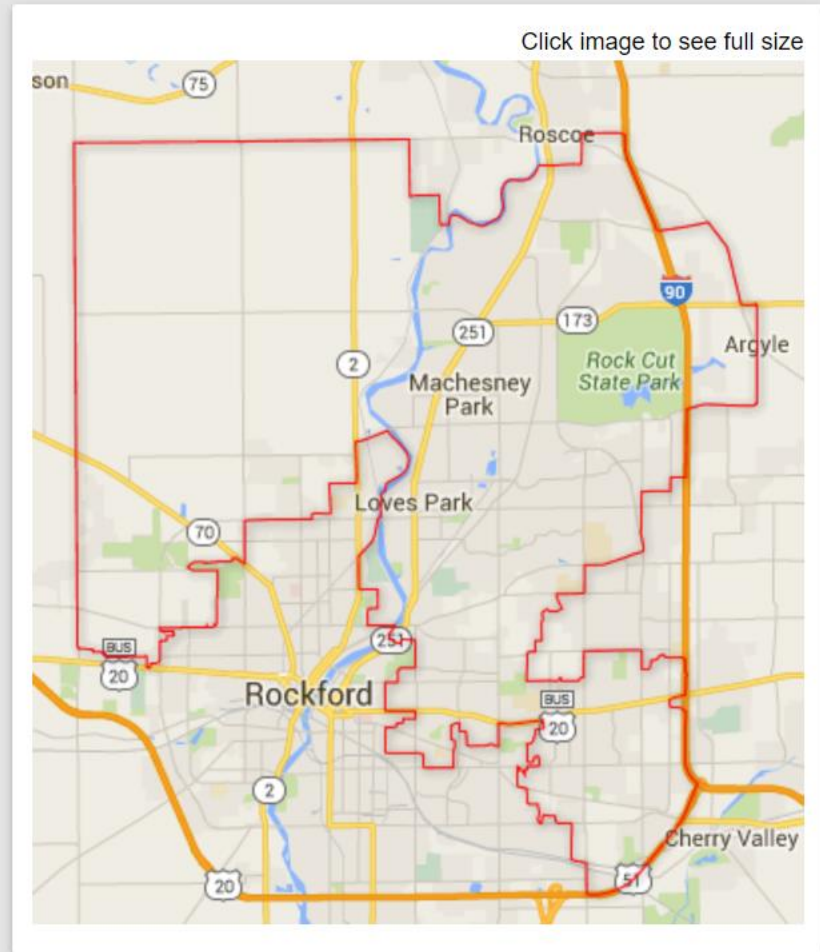 Click image to see full size
son
75
Roscoe
90
251
173
2
Rock Cut
State Park
Argyle
Machesney
Park
Loves Park
70
251
BUS
20
Rockford
BUS
20
2
Cherry Valley
51
20